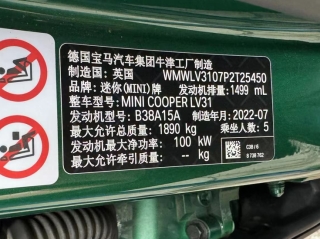 德国宝马汽车集团牛津工厂制造
制造国: 英国 WMWLV3107P2T25450
品牌: 迷你(MINI)牌 发动机排量: 1499 mL
整车型号: MINI COOPER LV31
发动机型号: B38A15A 制造年月: 2022-07
最大允许总质量: 1890 kg 乘坐人数: 5
发动机最大净功率: 100 kW
最大允许牵引质量: -- kg